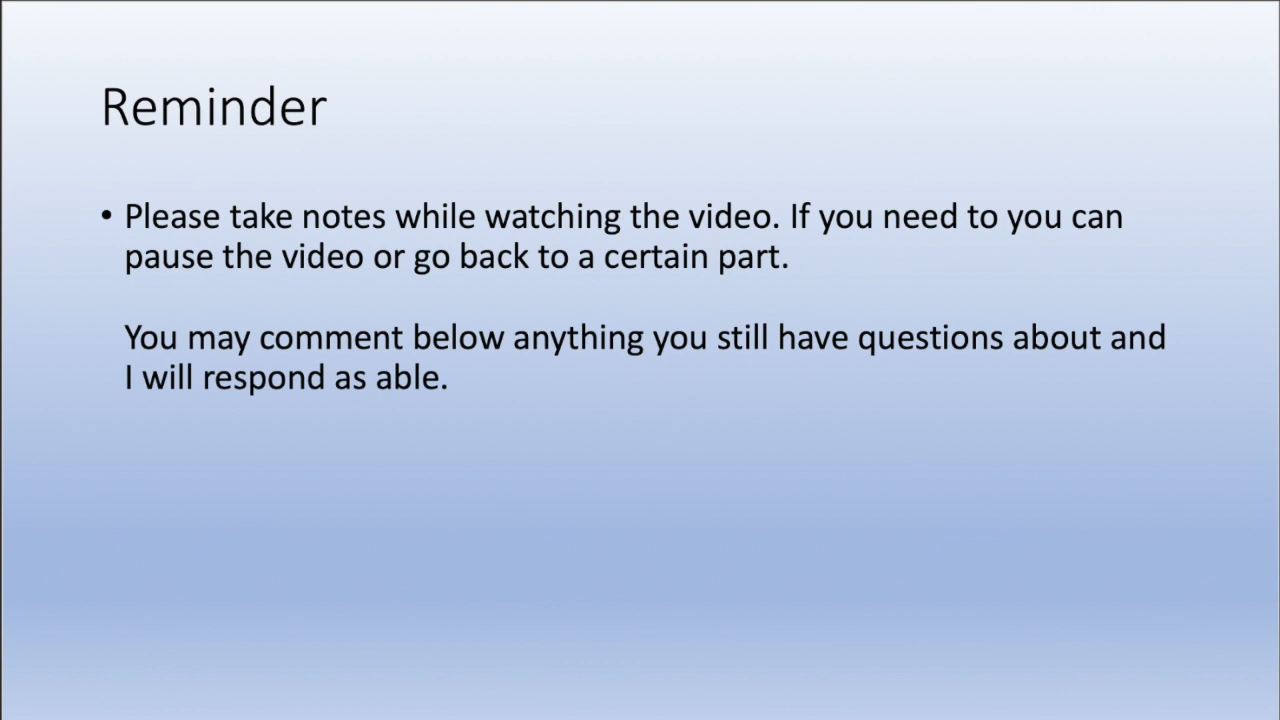 Reminder
• Please take notes while watching the video. If you need to you can
pause the video or go back to a certain part.
You may comment below anything you still have questions about and
I will respond as able.